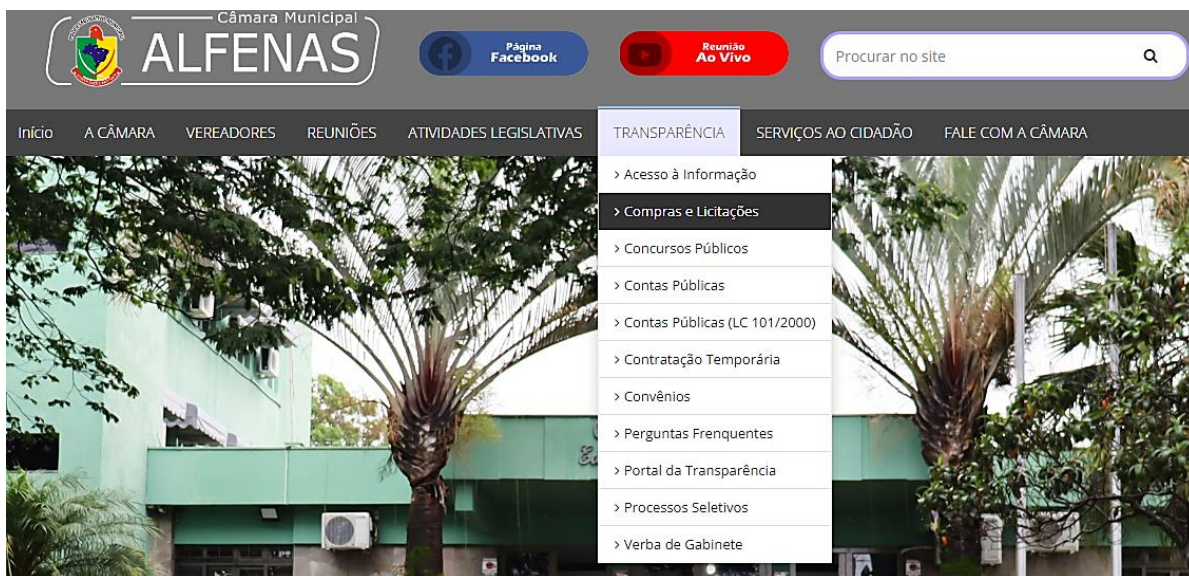 Câmara Municipal
ALFENAS
Página
Facebook
Reunião
Ao Vivo
Procurar no site
Início A CÂMARA VEREADORES REUNIÕES ATIVIDADES LEGISLATIVAS TRANSPARÊNCIA SERVIÇOS AO CIDADÃO FALE COM A CÂMARA
> Acesso à Informação
> Compras e Licitações
> Concursos Públicos
> Contas Públicas
> Contas Públicas (LC 101/2000)
> Contratação Temporária
> Convênios
> Perguntas Frenquentes
> Portal da Transparência
> Processos Seletivos
> Verba de Gabinete